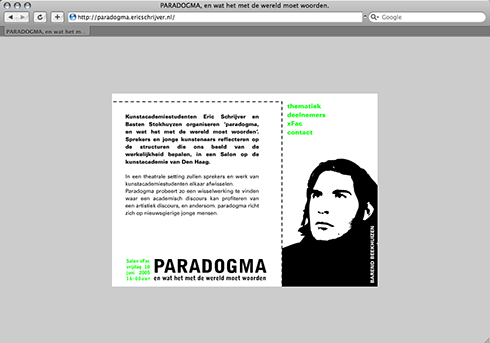 PARADOGMA, en wat het met de wereld moet woorden.
http://paradogma.ericschrijver.nl/
Google
PARADOGMA, en wat het m...
Kunstacademiestudenten Eric Schrijver en
Basten Stokhuyzen organiseren 'paradogma,
en wat het met de wereld moet woorden'.
Sprekers en jonge kunstenaars reflecteren op
de structuren die ons beeld van de
werkelijkheid bepalen, in een Salon op de
kunstacademie van Den Haag.
In een theatrale setting zullen sprekers en werk van
kunstacademiestudenten elkaar afwisselen.
Paradogma probeert zo een wisselwerking te vinden
waar een academisch discours kan profiteren van
een artistiek discours, en andersom. paradogma richt
zich op nieuwsgierige jonge mensen.
thematiek
deelnemers
xFac
contact
Salon xFac
vrijdag 10
juni 2005
PARADOGMA
en wat het met de wereld moet woorden
BAREND BEEKHUIZEN